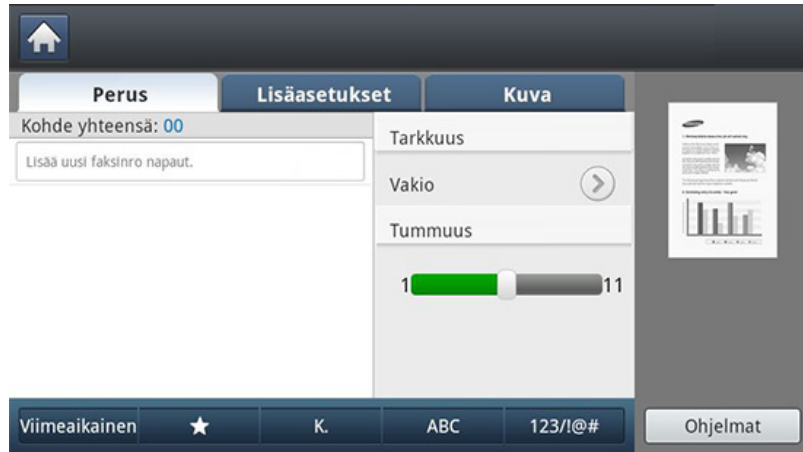 Perus
Lisäasetukset
Kuva
Kohde yhteensä: 00
Lisää uusi faksinro napaut.
Tarkkuus
Vakio
Tummuus
1
11
Viimeaikainen
K.
ABC
123/!@#
Ohjelmat